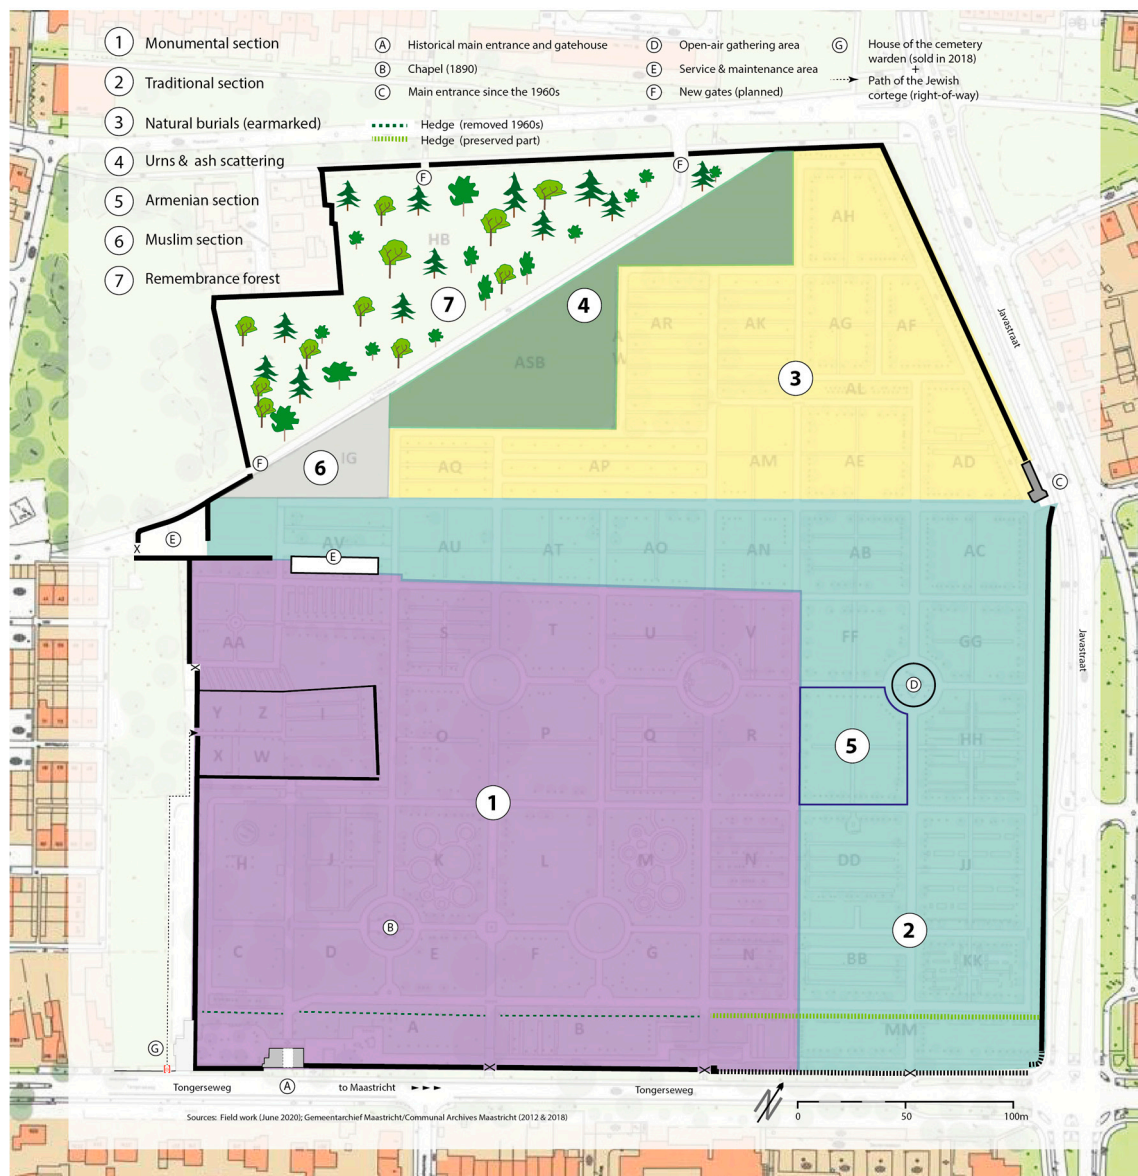 1 Monumental section
2 Traditional section
3 Natural burials (earmarked)
4 Urns & ash scattering
5 Armenian section
6 Muslim section
7 Remembrance forest
A Historical main entrance and gatehouse
B Chapel (1890)
C Main entrance since the 1960s
D Open-air gathering area
E Service & maintenance area
F New gates (planned)
G House of the cemetery
warden (sold in 2018)
+
Path of the Jewish
cortege (right-of-way)
Hedge (removed 1960s)
Hedge (preserved part)
F
F
HB
AH
7
4
Javastraat
AR
AK
AG
AF
ASB
3
AL
F
6
IG
AQ
AP
AM
AE
AD
C
E
X
AV
E
AU
AT
AO
AN
AB
AC
AA
S
T
U
V
FF
GG
X
D
Javastraat
Y
Z
I
O
P
Q
R
5
HH
X
W
1
H
J
K
L
M
N
DD
JJ
B
2
C
D
E
F
G
N
BB
KK
A
B
MM
G
H
A
X
X
X
Tongerseweg
to Maastricht
Tongerseweg
0
50
100m
Sources: Field work (June 2020); Gemeentarchief Maastricht/Communal Archives Maastricht (2012 & 2018)